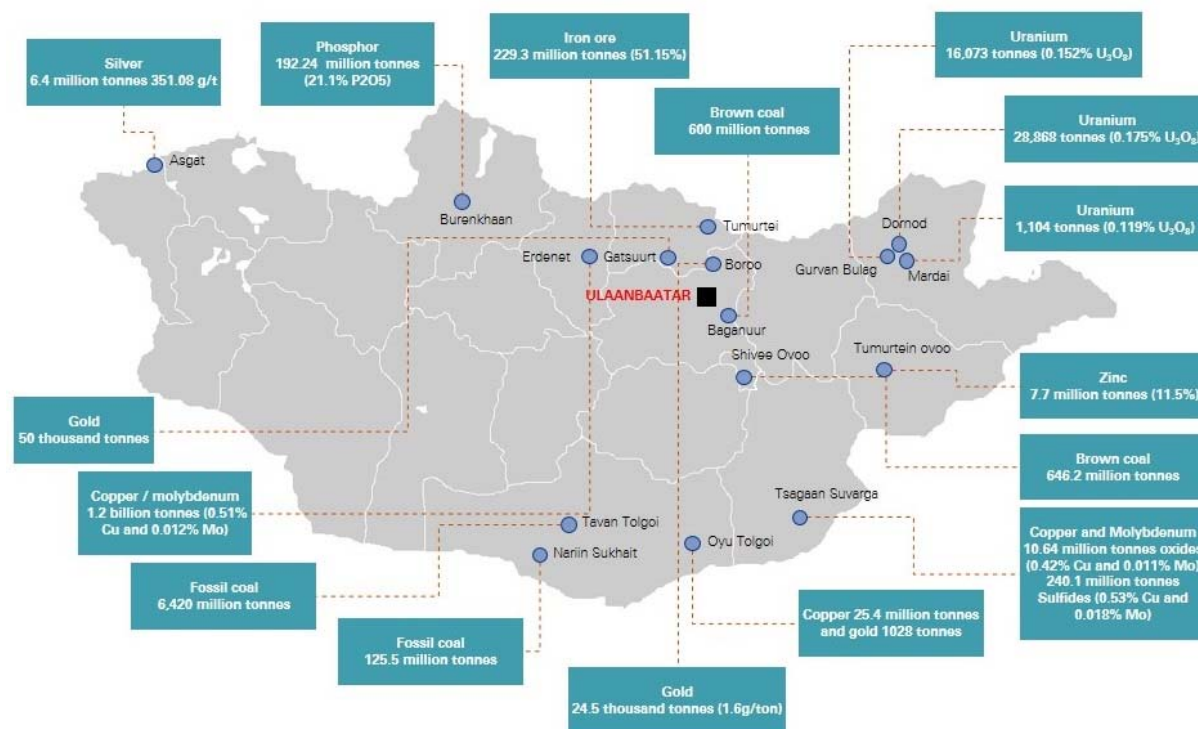 Silver
6.4 million tonnes 351.08 g/t
Phosphor
192.24 million tonnes
(21.1% P2O5)
Iron ore
229.3 million tonnes (51.15%)
Uranium
16,073 tonnes (0.152% U₃O₈)
Brown coal
600 million tonnes
Uranium
28,868 tonnes (0.175% U₃O₈)
Uranium
1,104 tonnes (0.119% U₃O₈)
Asgat
Burenkhaan
Tumurtei
Dornod
Erdenet
Gatsuurt
Boroo
Gurvan Bulag
Mardai
ULAANBAATAR
Baganuur
Shivee Ovoo
Tumurtein ovoo
Zinc
7.7 million tonnes (11.5%)
Gold
50 thousand tonnes
Brown coal
646.2 million tonnes
Copper / molybdenum
1.2 billion tonnes (0.51%
Cu and 0.012% Mo)
Tsagaan Suvarga
Tavan Tolgoi
Oyu Tolgoi
Nariin Sukhait
Copper and Molybdenum
10.64 million tonnes oxides
(0.42% Cu and 0.011% Mo)
240.1 million tonnes
Sulfides (0.53% Cu and
0.018% Mo)
Fossil coal
6,420 million tonnes
Copper 25.4 million tonnes
and gold 1028 tonnes
Fossil coal
125.5 million tonnes
Gold
24.5 thousand tonnes (1.6g/ton)